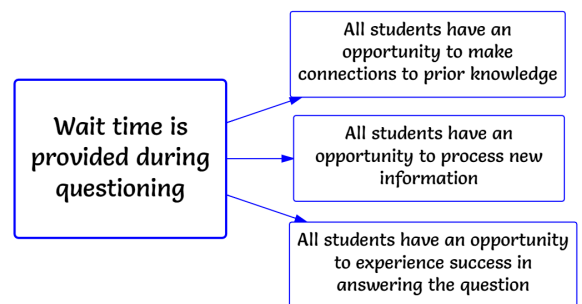 Wait time is
provided during
questioning
All students have an
opportunity to make
connections to prior knowledge
All students have an
opportunity to process new
information
All students have an opportunity
to experience success in
answering the question